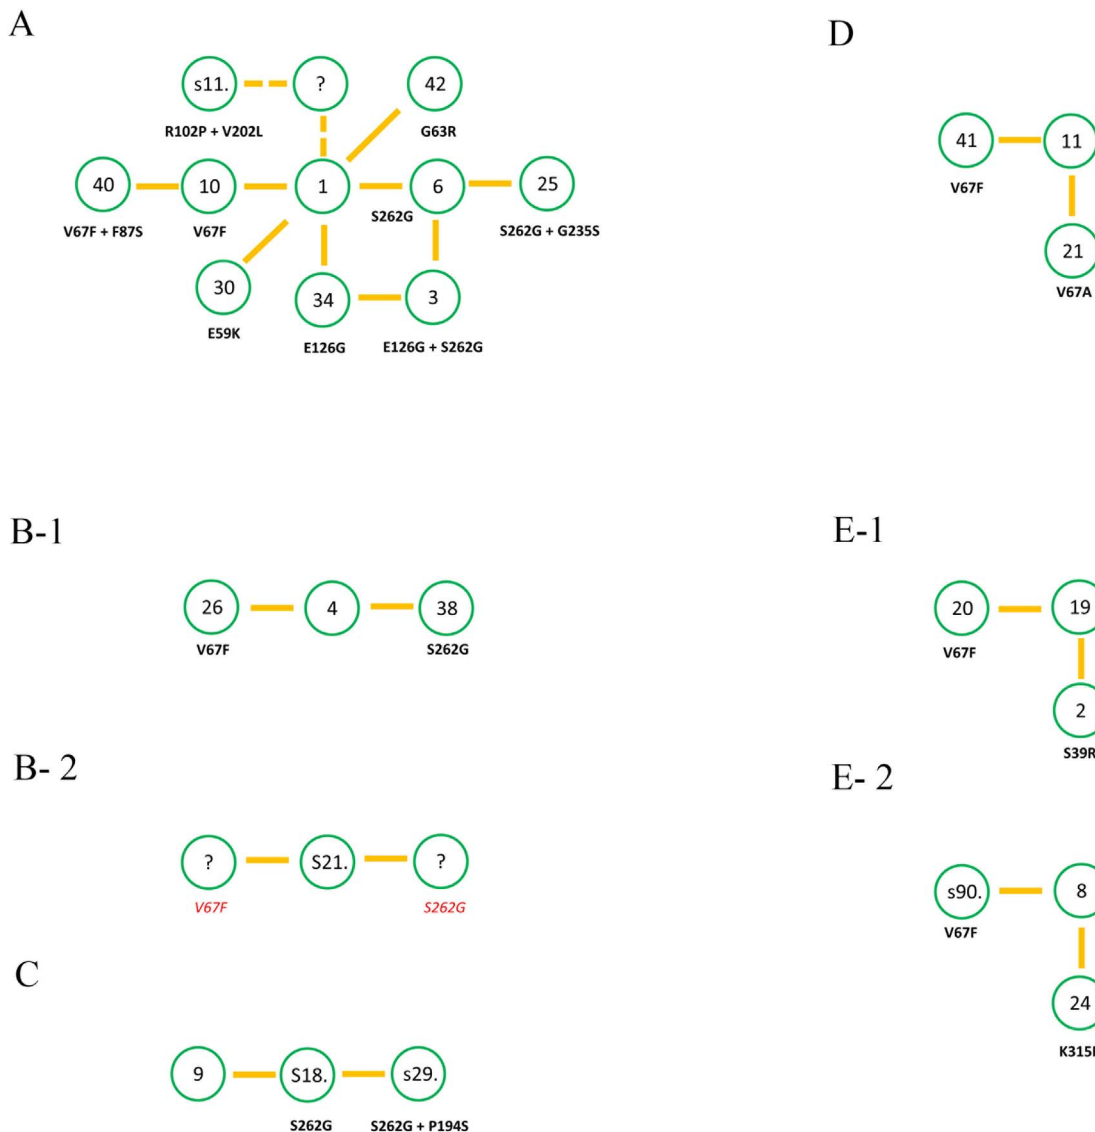 A
s11.
?
42
R102P + V202L
G63R
40
10
1
6
25
V67F + F87S
V67F
S262G
S262G + G235S
30
34
3
E59K
E126G
E126G + S262G
D
41
11
V67F
21
V67A
B-1
26
4
38
V67F
S262G
E-1
20
19
V67F
2
S39R
B- 2
?
S21.
?
V67F
S262G
E- 2
s90.
8
V67F
24
C
9
S18.
s29.
S262G
S262G + P194S